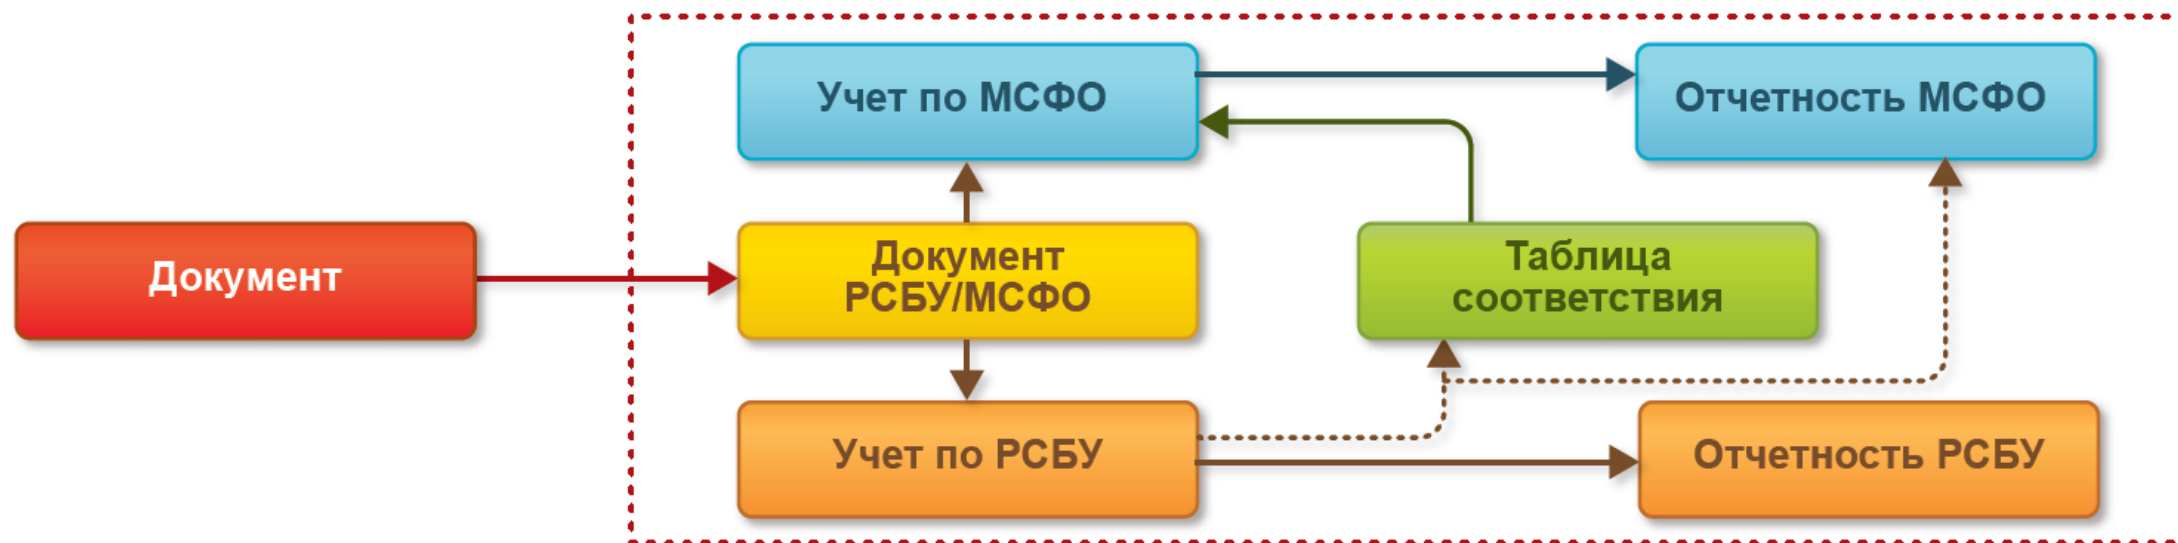 Учет по МСФО
Отчетность МСФО
Документ
Документ
РСБУ/МСФО
Таблица
соответствия
Учет по РСБУ
Отчетность РСБУ